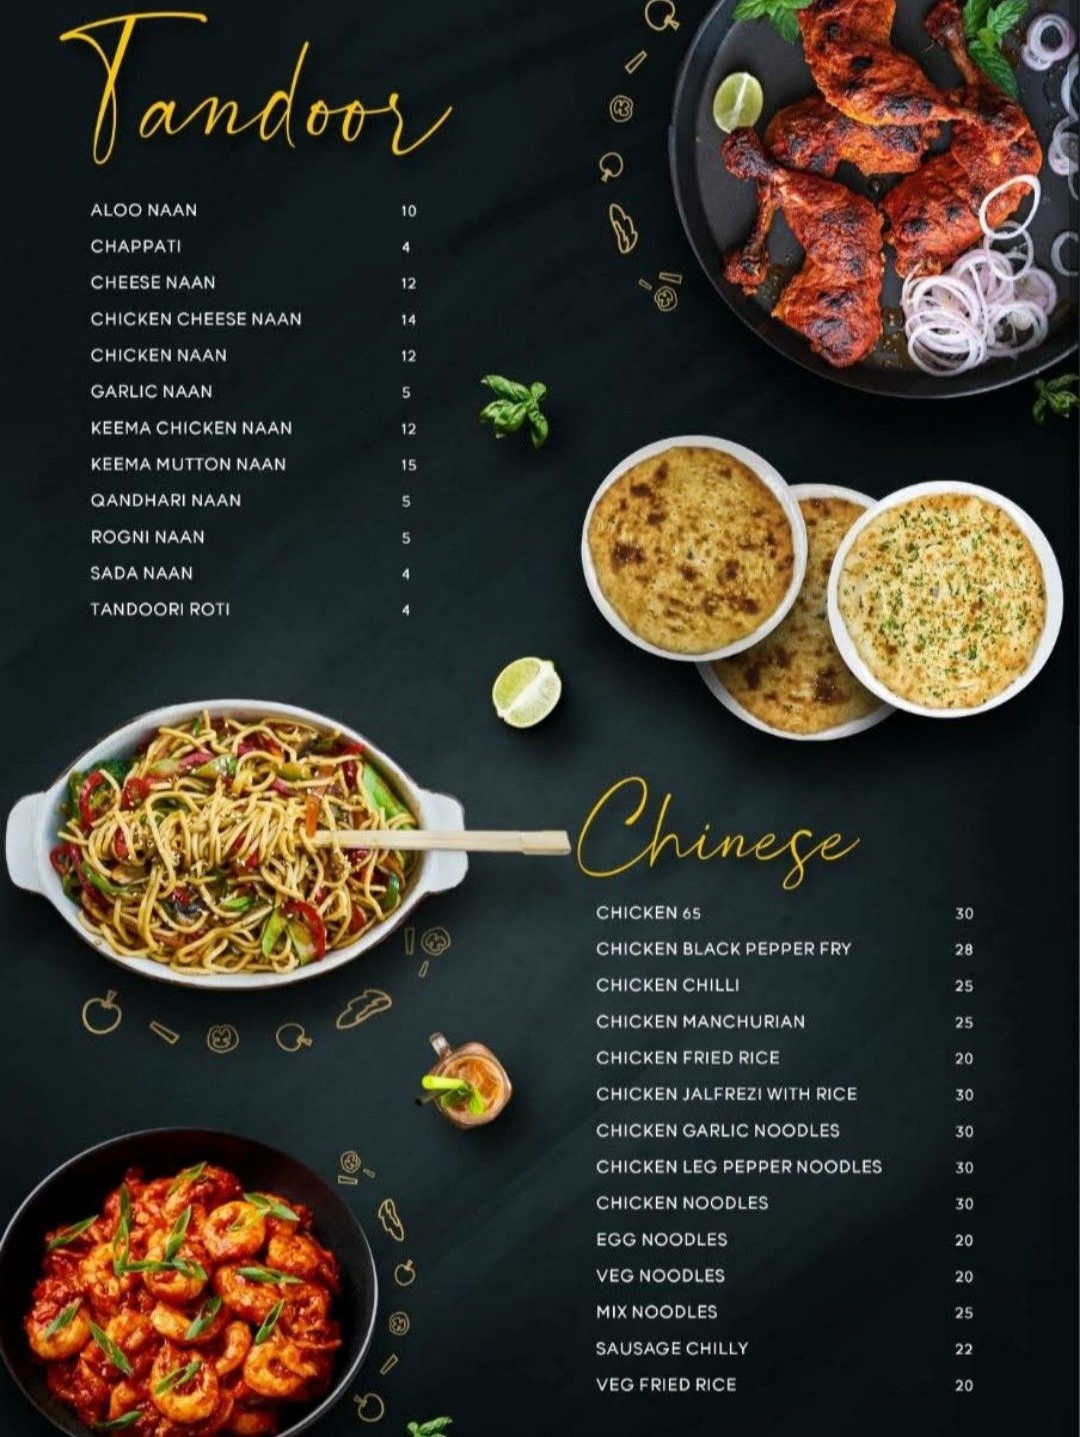 Tandoor
ALOO NAAN 10
CHAPPATI 4
CHEESE NAAN 12
CHICKEN CHEESE NAAN 14
CHICKEN NAAN 12
GARLIC NAAN 5
KEEMA CHICKEN NAAN 12
KEEMA MUTTON NAAN 15
QANDHARI NAAN 5
ROGNI NAAN 5
SADA NAAN 4
TANDOORI ROTI 4
Chinese
CHICKEN 65 30
CHICKEN BLACK PEPPER FRY 28
CHICKEN CHILLI 25
CHICKEN MANCHURIAN 25
CHICKEN FRIED RICE 20
CHICKEN JALFREZI WITH RICE 30
CHICKEN GARLIC NOODLES 30
CHICKEN LEG PEPPER NOODLES 30
CHICKEN NOODLES 30
EGG NOODLES 20
VEG NOODLES 20
MIX NOODLES 25
SAUSAGE CHILLY 22
VEG FRIED RICE 20